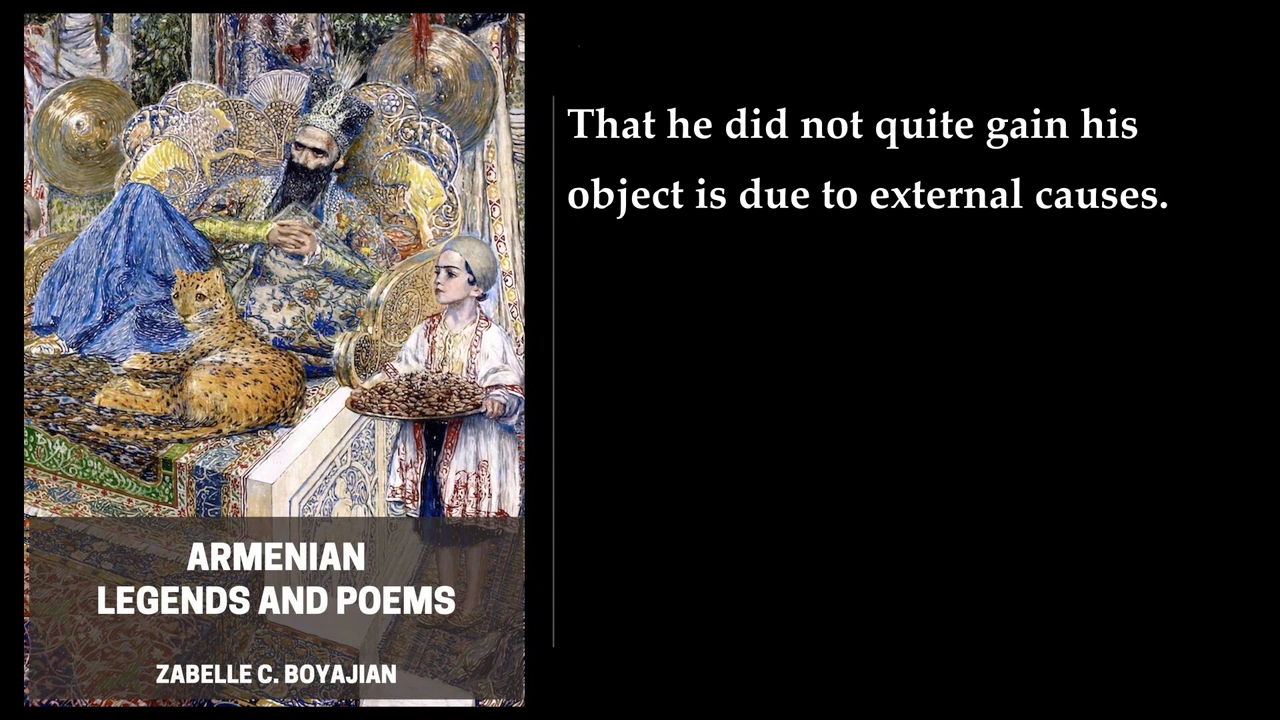 ARMENIAN
LEGENDS AND POEMS
ZABELLE C. BOYAJIAN
That he did not quite gain his
object is due to external causes.